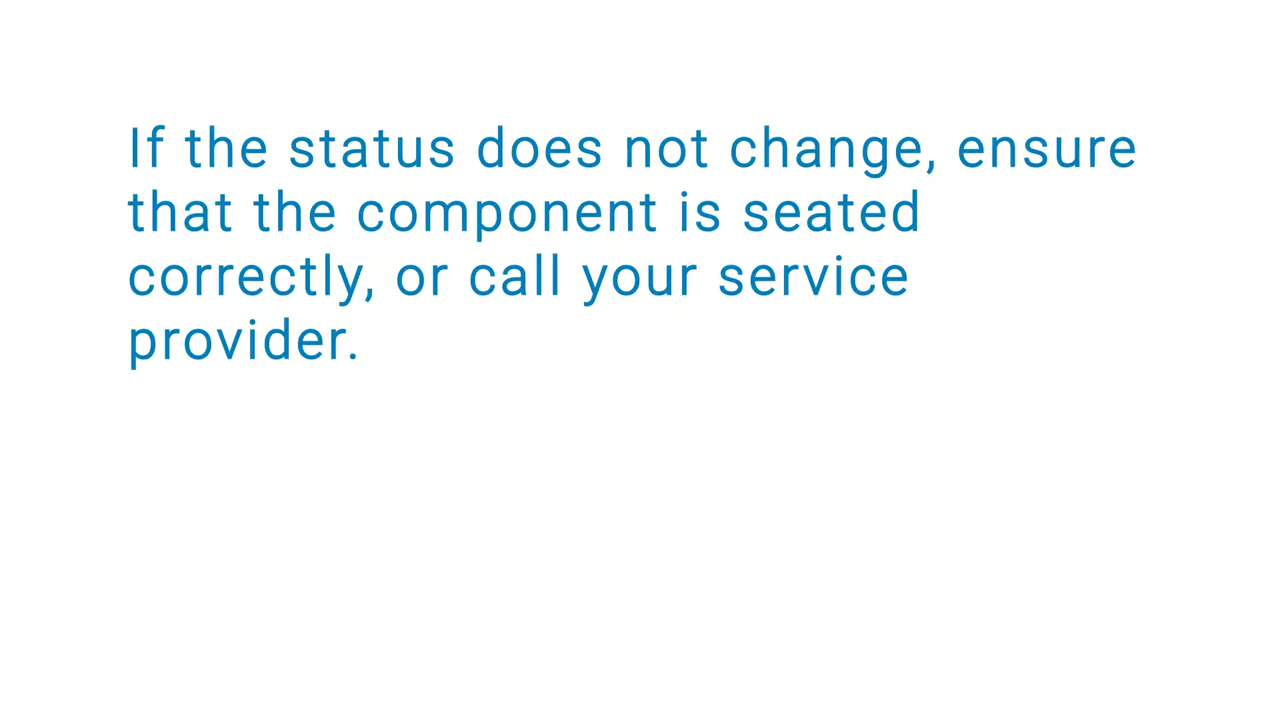 If the status does not change, ensure
that the component is seated
correctly, or call your service
provider.